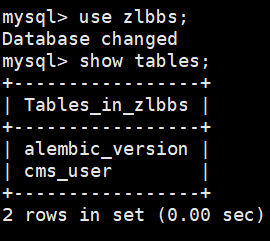 mysql> use zlbbs;
Database changed
mysql> show tables;
+-----------------+
| Tables_in_zlbbs |
+-----------------+
| alembic_version |
| cms_user        |
+-----------------+
2 rows in set (0.00 sec)